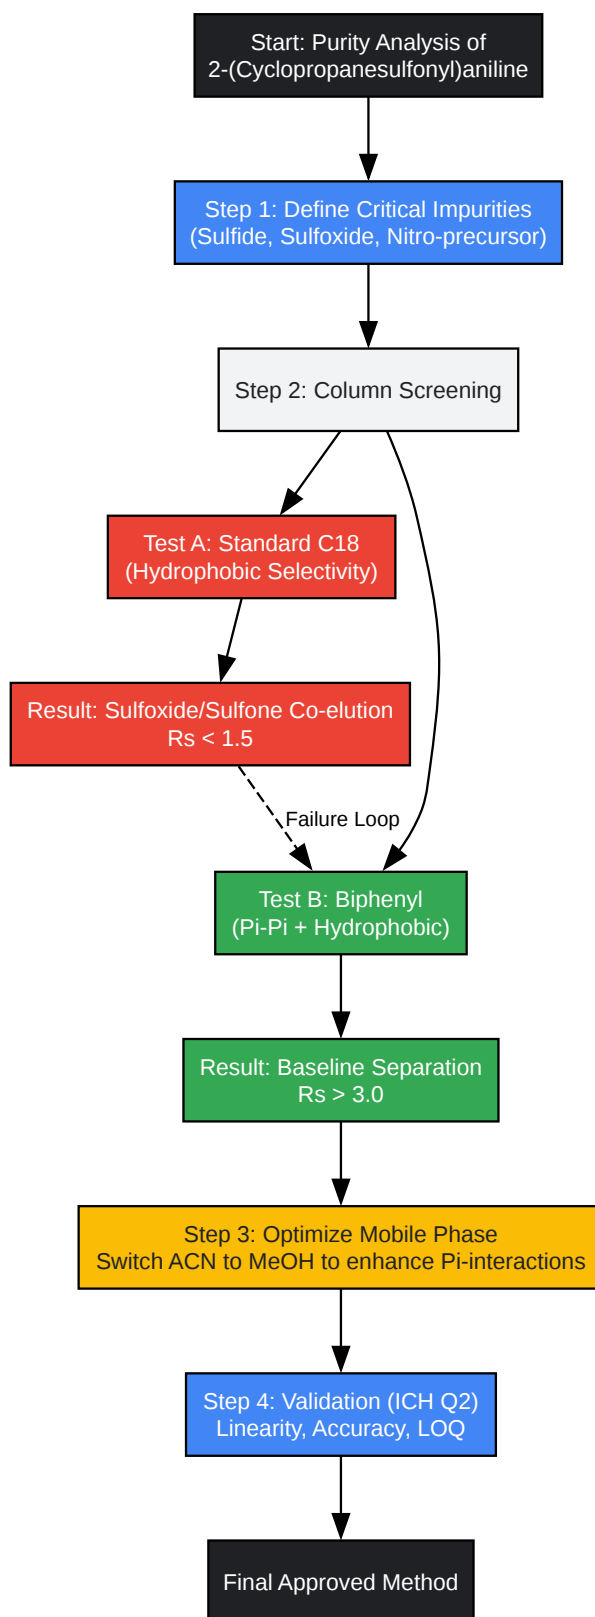 Start: Purity Analysis of
2-(Cyclopropanesulfonyl)aniline
Step 1: Define Critical Impurities
(Sulfide, Sulfoxide, Nitro-precursor)
Step 2: Column Screening
Test A: Standard C18
(Hydrophobic Selectivity)
Result: Sulfoxide/Sulfone Co-elution
Rs < 1.5
Failure Loop
Test B: Biphenyl
(Pi-Pi + Hydrophobic)
Result: Baseline Separation
Rs > 3.0
Step 3: Optimize Mobile Phase
Switch ACN to MeOH to enhance Pi-interactions
Step 4: Validation (ICH Q2)
Linearity, Accuracy, LOQ
Final Approved Method